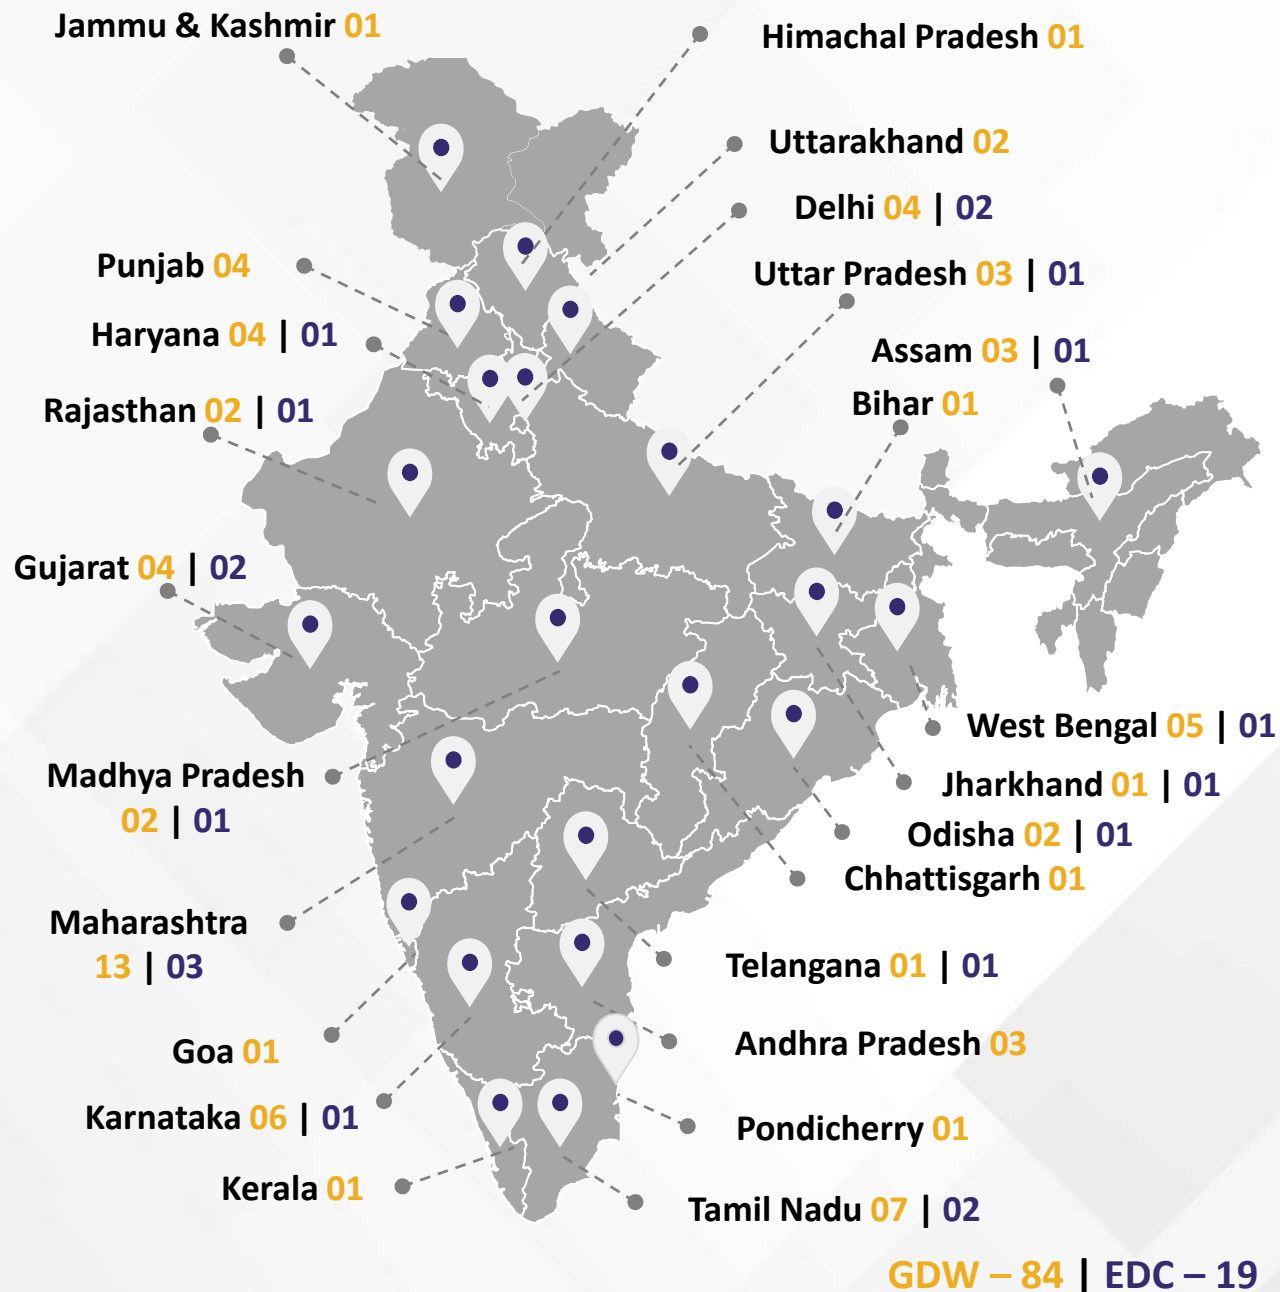 Jammu & Kashmir 01
Himachal Pradesh 01
Uttarakhand 02
Delhi 04 | 02
Punjab 04
Uttar Pradesh 03 | 01
Haryana 04 | 01
Assam 03 | 01
Rajasthan 02 | 01
Bihar 01
Gujarat 04 | 02
West Bengal 05 | 01
Madhya Pradesh
02 | 01
Jharkhand 01 | 01
Odisha 02 | 01
Chhattisgarh 01
Maharashtra
13 | 03
Telangana 01 | 01
Goa 01
Andhra Pradesh 03
Karnataka 06 | 01
Pondicherry 01
Kerala 01
Tamil Nadu 07 | 02
GDW – 84 | EDC – 19